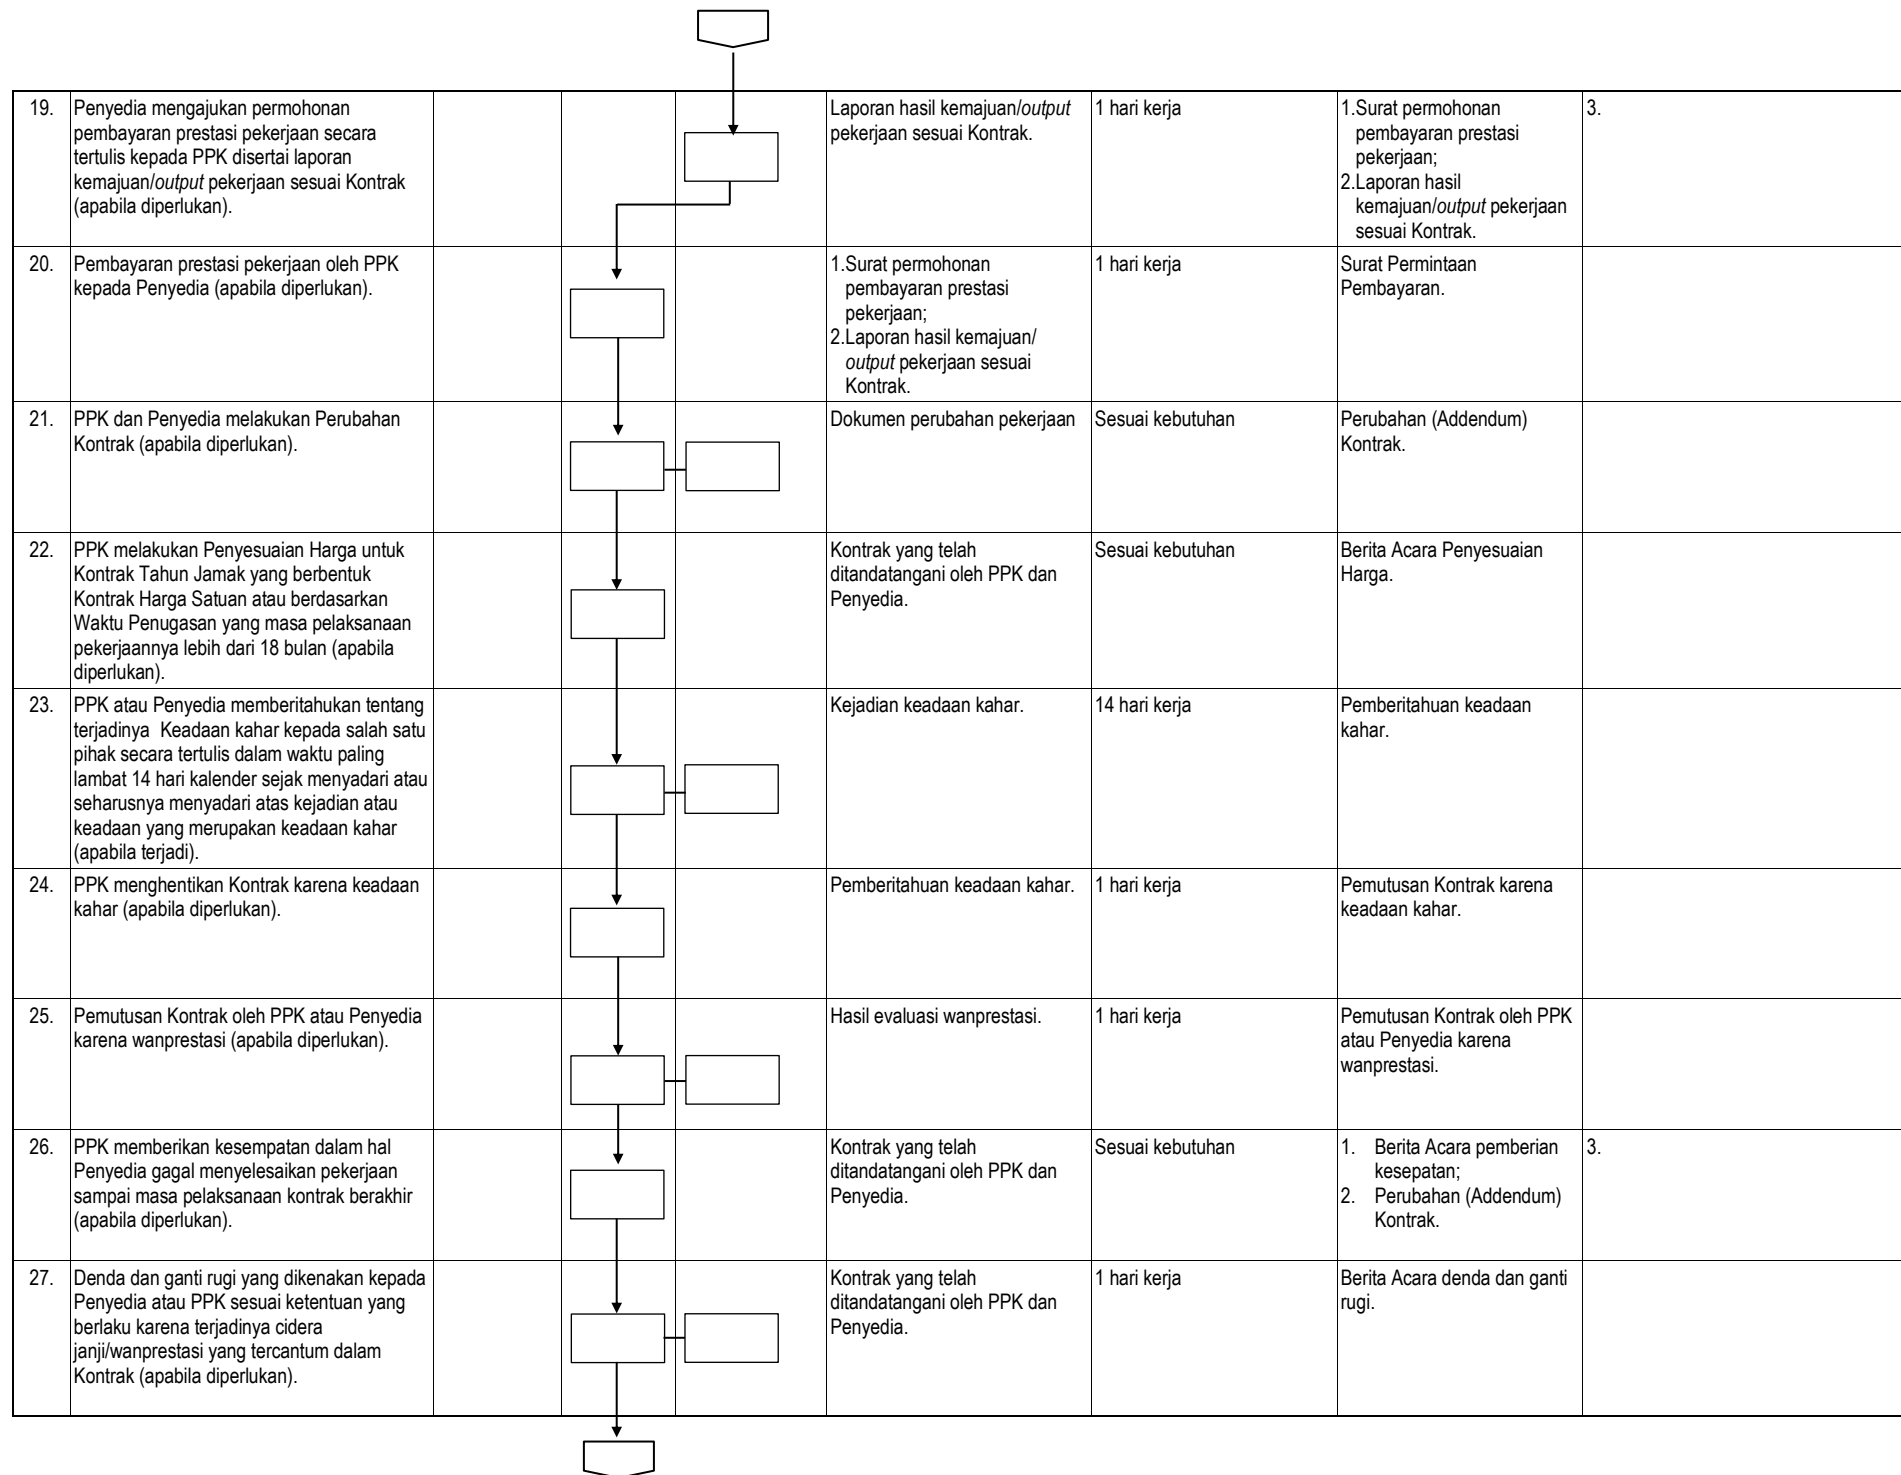 19.
Penyedia mengajukan permohonan
pembayaran prestasi pekerjaan secara
tertulis kepada PPK disertai laporan
kemajuan/output pekerjaan sesuai Kontrak
(apabila diperlukan).
Laporan hasil kemajuan/output
pekerjaan sesuai Kontrak.
1 hari kerja
1.Surat permohonan
pembayaran prestasi
pekerjaan;
2.Laporan hasil
kemajuan/output pekerjaan
sesuai Kontrak.
3.
20.
Pembayaran prestasi pekerjaan oleh PPK
kepada Penyedia (apabila diperlukan).
1.Surat permohonan
pembayaran prestasi
pekerjaan;
2.Laporan hasil kemajuan/
output pekerjaan sesuai
Kontrak.
1 hari kerja
Surat Permintaan
Pembayaran.
21.
PPK dan Penyedia melakukan Perubahan
Kontrak (apabila diperlukan).
Dokumen perubahan pekerjaan
Sesuai kebutuhan
Perubahan (Addendum)
Kontrak.
22.
PPK melakukan Penyesuaian Harga untuk
Kontrak Tahun Jamak yang berbentuk
Kontrak Harga Satuan atau berdasarkan
Waktu Penugasan yang masa pelaksanaan
pekerjaannya lebih dari 18 bulan (apabila
diperlukan).
Kontrak yang telah
ditandatangani oleh PPK dan
Penyedia.
Sesuai kebutuhan
Berita Acara Penyesuaian
Harga.
23.
PPK atau Penyedia memberitahukan tentang
terjadinya Keadaan kahar kepada salah satu
pihak secara tertulis dalam waktu paling
lambat 14 hari kalender sejak menyadari atau
seharusnya menyadari atas kejadian atau
keadaan yang merupakan keadaan kahar
(apabila terjadi).
Kejadian keadaan kahar.
14 hari kerja
Pemberitahuan keadaan
kahar.
24.
PPK menghentikan Kontrak karena keadaan
kahar (apabila diperlukan).
Pemberitahuan keadaan kahar.
1 hari kerja
Pemutusan Kontrak karena
keadaan kahar.
25.
Pemutusan Kontrak oleh PPK atau Penyedia
karena wanprestasi (apabila diperlukan).
Hasil evaluasi wanprestasi.
1 hari kerja
Pemutusan Kontrak oleh PPK
atau Penyedia karena
wanprestasi.
26.
PPK memberikan kesempatan dalam hal
Penyedia gagal menyelesaikan pekerjaan
sampai masa pelaksanaan kontrak berakhir
(apabila diperlukan).
Kontrak yang telah
ditandatangani oleh PPK dan
Penyedia.
Sesuai kebutuhan
1. Berita Acara pemberian
kesepatan;
2. Perubahan (Addendum)
Kontrak.
3.
27.
Denda dan ganti rugi yang dikenakan kepada
Penyedia atau PPK sesuai ketentuan yang
berlaku karena terjadinya cidera
janji/wanprestasi yang tercantum dalam
Kontrak (apabila diperlukan).
Kontrak yang telah
ditandatangani oleh PPK dan
Penyedia.
1 hari kerja
Berita Acara denda dan ganti
rugi.